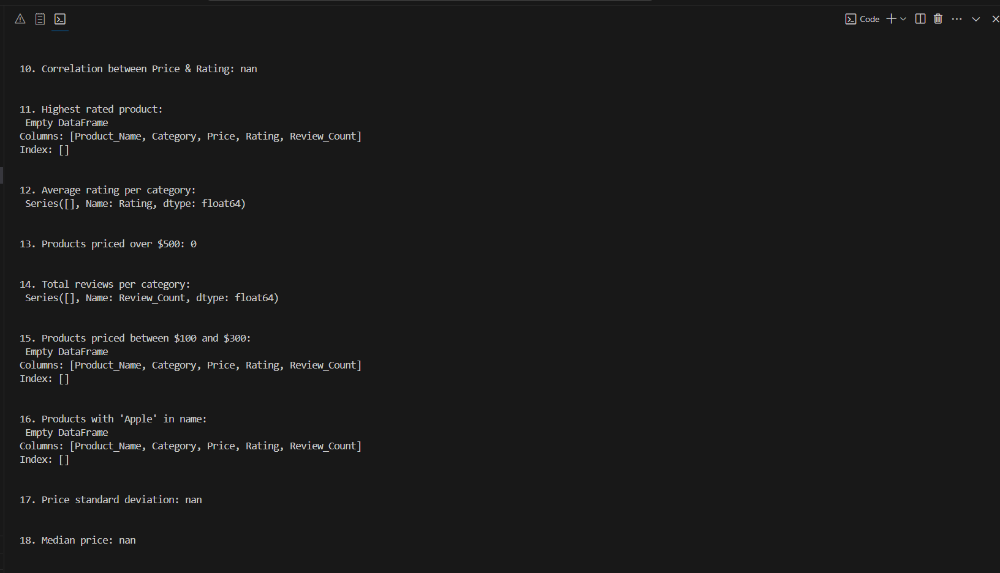 Code
10. Correlation between Price & Rating: nan
11. Highest rated product:
Empty DataFrame
Columns: [Product_Name, Category, Price, Rating, Review_Count]
Index: []
12. Average rating per category:
Series([], Name: Rating, dtype: float64)
13. Products priced over $500: 0
14. Total reviews per category:
Series([], Name: Review_Count, dtype: float64)
15. Products priced between $100 and $300:
Empty DataFrame
Columns: [Product_Name, Category, Price, Rating, Review_Count]
Index: []
16. Products with 'Apple' in name:
Empty DataFrame
Columns: [Product_Name, Category, Price, Rating, Review_Count]
Index: []
17. Price standard deviation: nan
18. Median price: nan